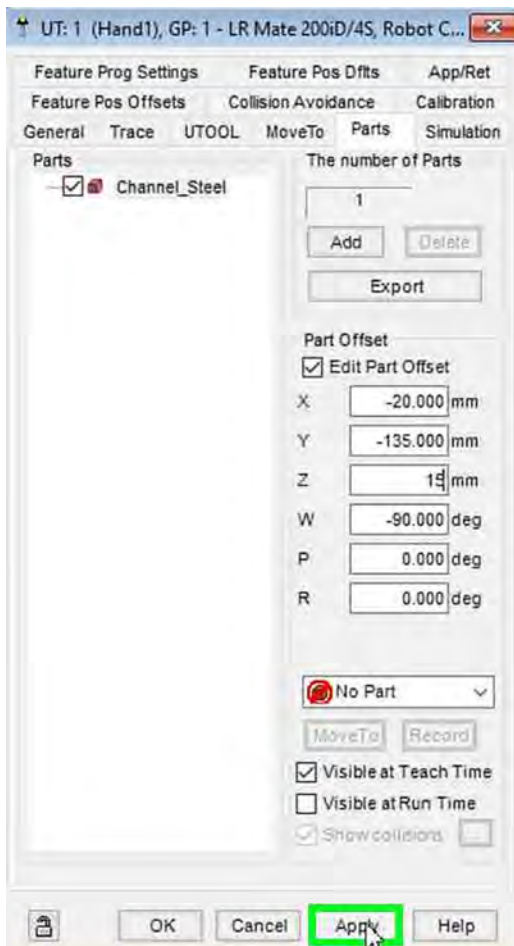 UT: 1 (Hand1), GP: 1 - LR Mate 200iD/4S, Robot C...
Feature Prog Settings Feature Pos Dflts App/Ret
Feature Pos Offsets Collision Avoidance Calibration
General Trace UTOOL MoveTo Parts Simulation
Parts
Channel_Steel
The number of Parts
1
Add Delete
Export
Part Offset
Edit Part Offset
X -20.000 mm
Y -135.000 mm
Z 15 mm
W -90.000 deg
P 0.000 deg
R 0.000 deg
No Part
MoveTo Record
Visible at Teach Time
Visible at Run Time
Show collisions ...
OK Cancel Apply Help